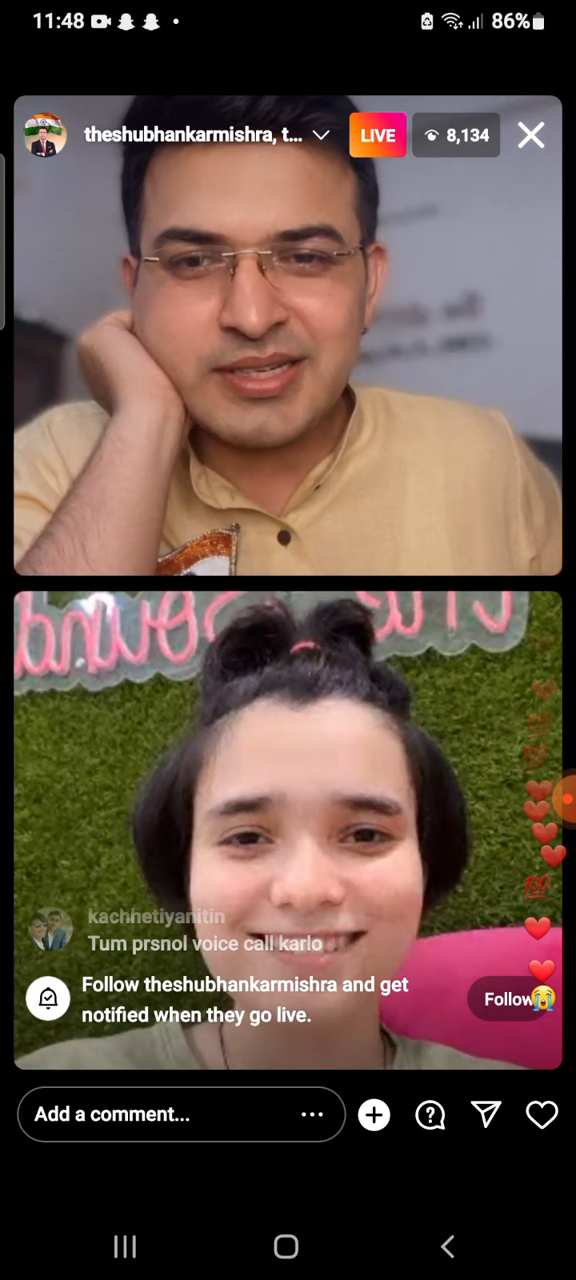 11:48
86%
theshubhankarmishra, t...
LIVE
8,134
kachhetiyanitin
Tum prsnol voice call karlo
Follow theshubhankarmishra and get
notified when they go live.
Follow
Add a comment...